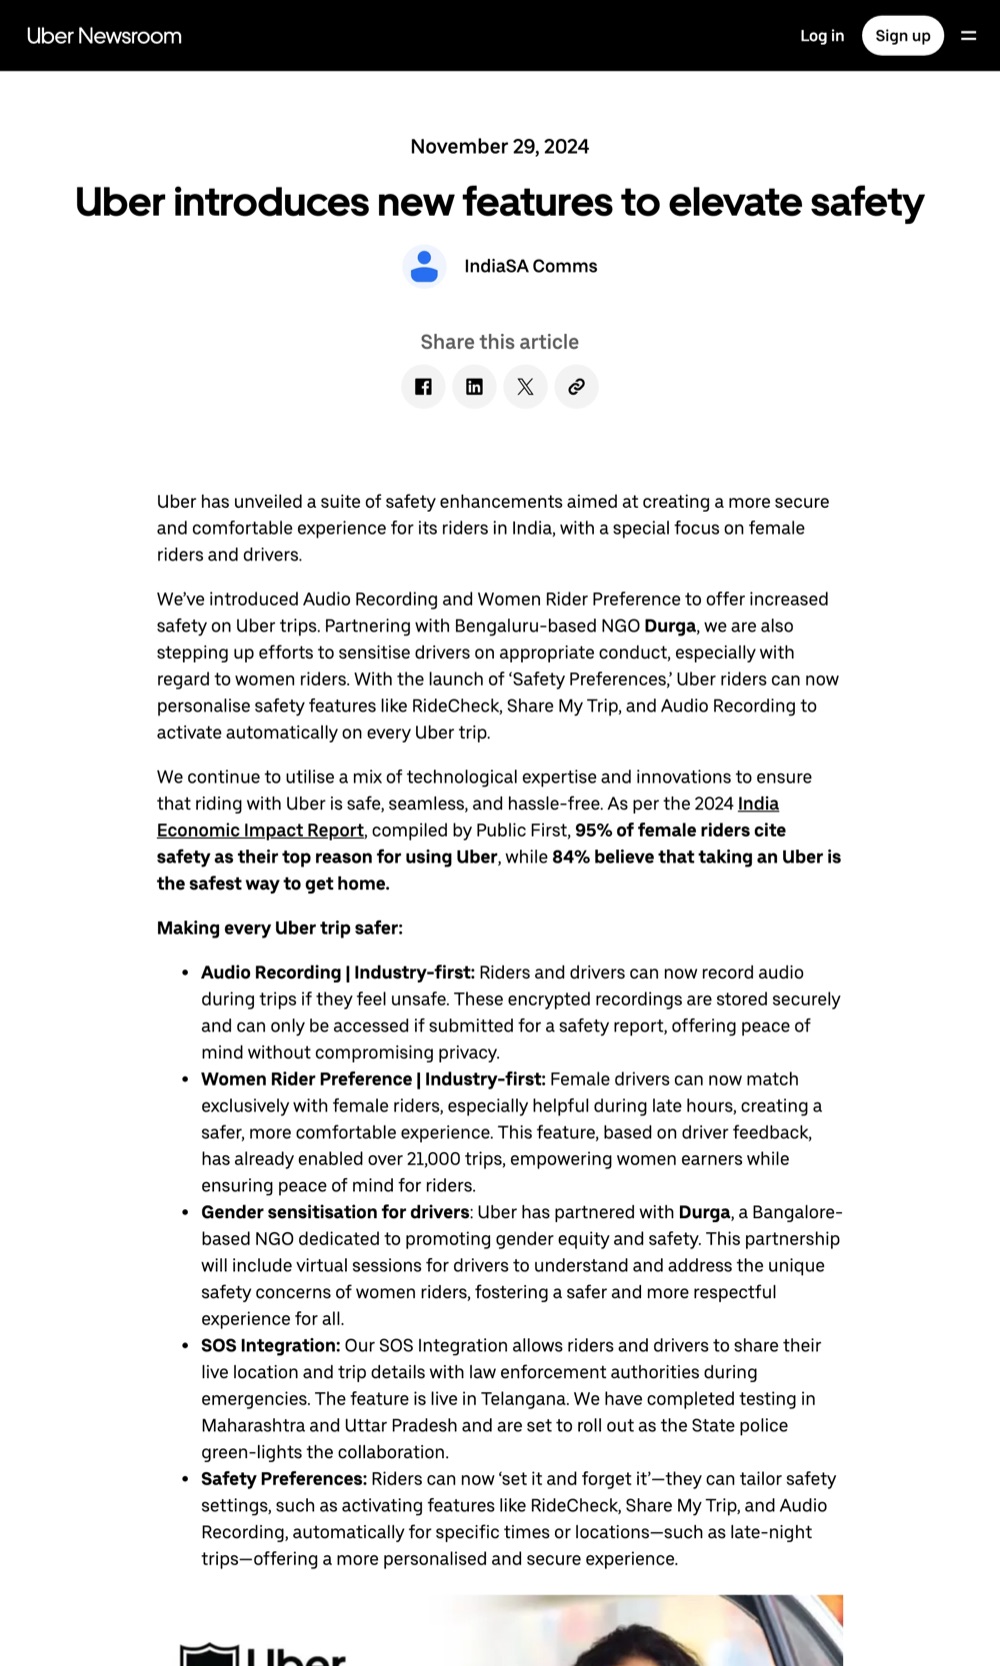 Uber Newsroom
Log in
Sign up
November 29, 2024
Uber introduces new features to elevate safety
IndiaSA Comms
Share this article
Uber has unveiled a suite of safety enhancements aimed at creating a more secure
and comfortable experience for its riders in India, with a special focus on female
riders and drivers.
We’ve introduced Audio Recording and Women Rider Preference to offer increased
safety on Uber trips. Partnering with Bengaluru-based NGO Durga, we are also
stepping up efforts to sensitise drivers on appropriate conduct, especially with
regard to women riders. With the launch of ‘Safety Preferences,’ Uber riders can now
personalise safety features like RideCheck, Share My Trip, and Audio Recording to
activate automatically on every Uber trip.
We continue to utilise a mix of technological expertise and innovations to ensure
that riding with Uber is safe, seamless, and hassle-free. As per the 2024 India
Economic Impact Report, compiled by Public First, 95% of female riders cite
safety as their top reason for using Uber, while 84% believe that taking an Uber is
the safest way to get home.
Making every Uber trip safer:
• Audio Recording | Industry-first: Riders and drivers can now record audio
during trips if they feel unsafe. These encrypted recordings are stored securely
and can only be accessed if submitted for a safety report, offering peace of
mind without compromising privacy.
• Women Rider Preference | Industry-first: Female drivers can now match
exclusively with female riders, especially helpful during late hours, creating a
safer, more comfortable experience. This feature, based on driver feedback,
has already enabled over 21,000 trips, empowering women earners while
ensuring peace of mind for riders.
• Gender sensitisation for drivers: Uber has partnered with Durga, a Bangalore-
based NGO dedicated to promoting gender equity and safety. This partnership
will include virtual sessions for drivers to understand and address the unique
safety concerns of women riders, fostering a safer and more respectful
experience for all.
• SOS Integration: Our SOS Integration allows riders and drivers to share their
live location and trip details with law enforcement authorities during
emergencies. The feature is live in Telangana. We have completed testing in
Maharashtra and Uttar Pradesh and are set to roll out as the State police
green-lights the collaboration.
• Safety Preferences: Riders can now ‘set it and forget it’—they can tailor safety
settings, such as activating features like RideCheck, Share My Trip, and Audio
Recording, automatically for specific times or locations—such as late-night
trips—offering a more personalised and secure experience.
Uber